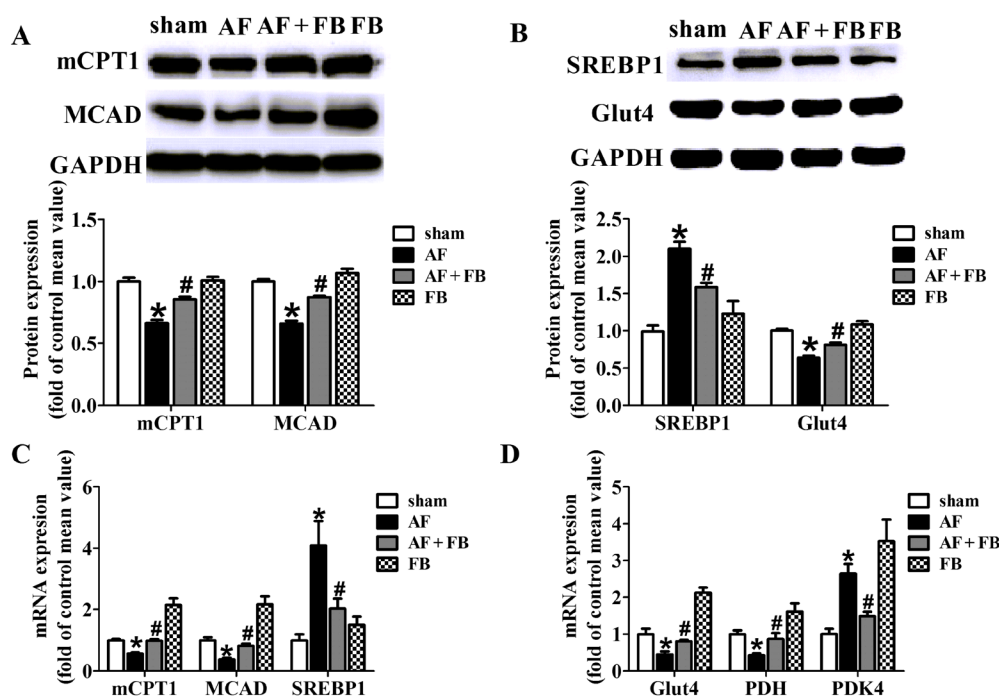 A
sham AF AF + FB FB
mCPT1
MCAD
GAPDH
Protein expression
(fold of control mean value)
1.5
1.0
0.5
0.0
* # * #
mCPT1 MCAD
sham
AF
AF + FB
FB
B
sham AF AF + FB FB
SREBP1
Glut4
GAPDH
Protein expression
(fold of control mean value)
2.5
2.0
1.5
1.0
0.5
0.0
* # * #
SREBP1 Glut4
sham
AF
AF + FB
FB
C
mRNA expresion
(fold of control mean value)
6
4
2
0
* # * # * #
mCPT1 MCAD SREBP1
sham
AF
AF + FB
FB
D
mRNA expresion
(fold of control mean value)
5
4
3
2
1
0
* # * # * #
Glut4 PDH PDK4
sham
AF
AF + FB
FB